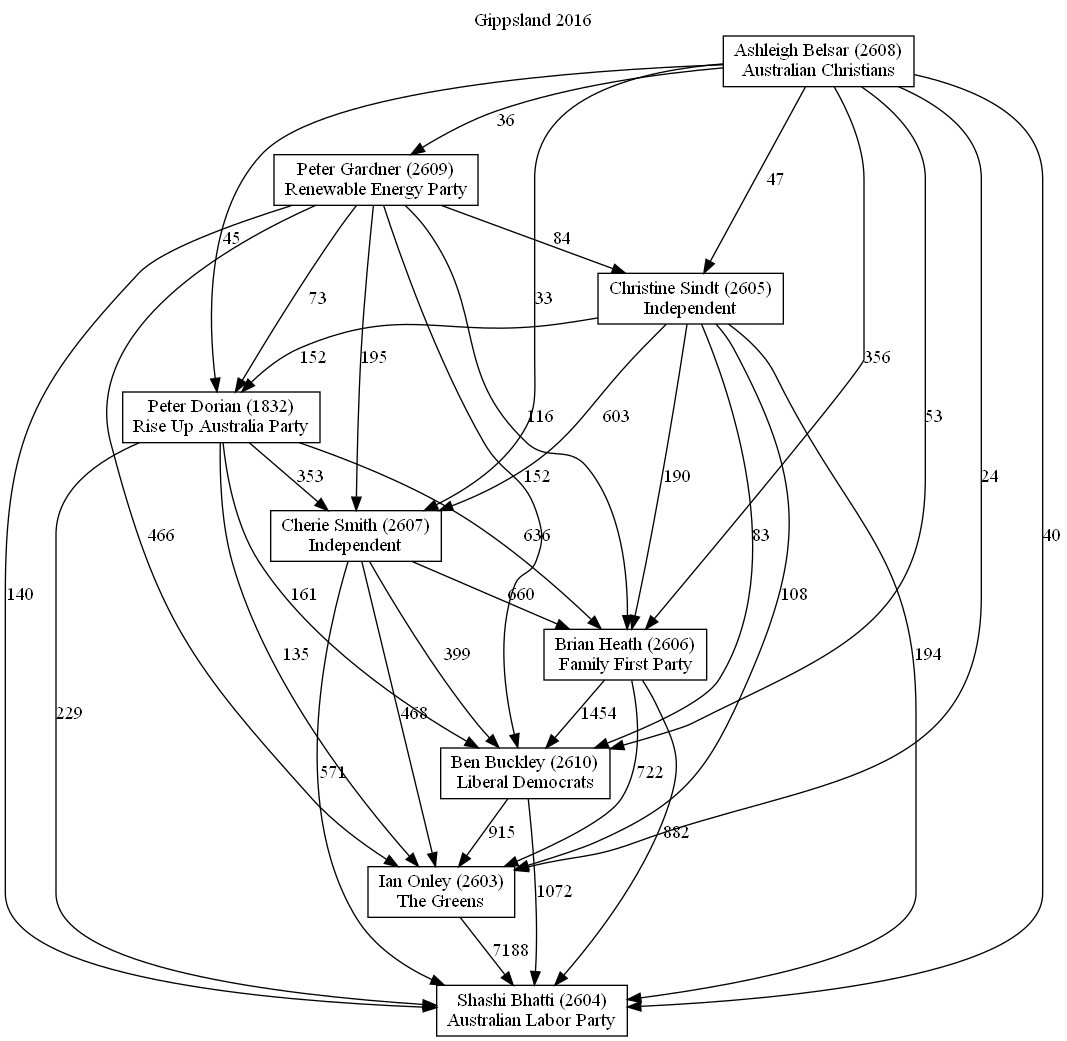 Gippsland 2016
Ashleigh Belsar (2608)
Australian Christians
36
Peter Gardner (2609)
Renewable Energy Party
47
45
84
73
33
Christine Sindt (2605)
Independent
152
195
356
Peter Dorian (1832)
Rise Up Australia Party
116
603
53
353
152
190
24
Cherie Smith (2607)
Independent
466
636
83
40
140
161
660
108
Brian Heath (2606)
Family First Party
135
399
194
229
468
1454
Ben Buckley (2610)
Liberal Democrats
571
722
915
882
Ian Onley (2603)
The Greens
1072
7188
Shashi Bhatti (2604)
Australian Labor Party